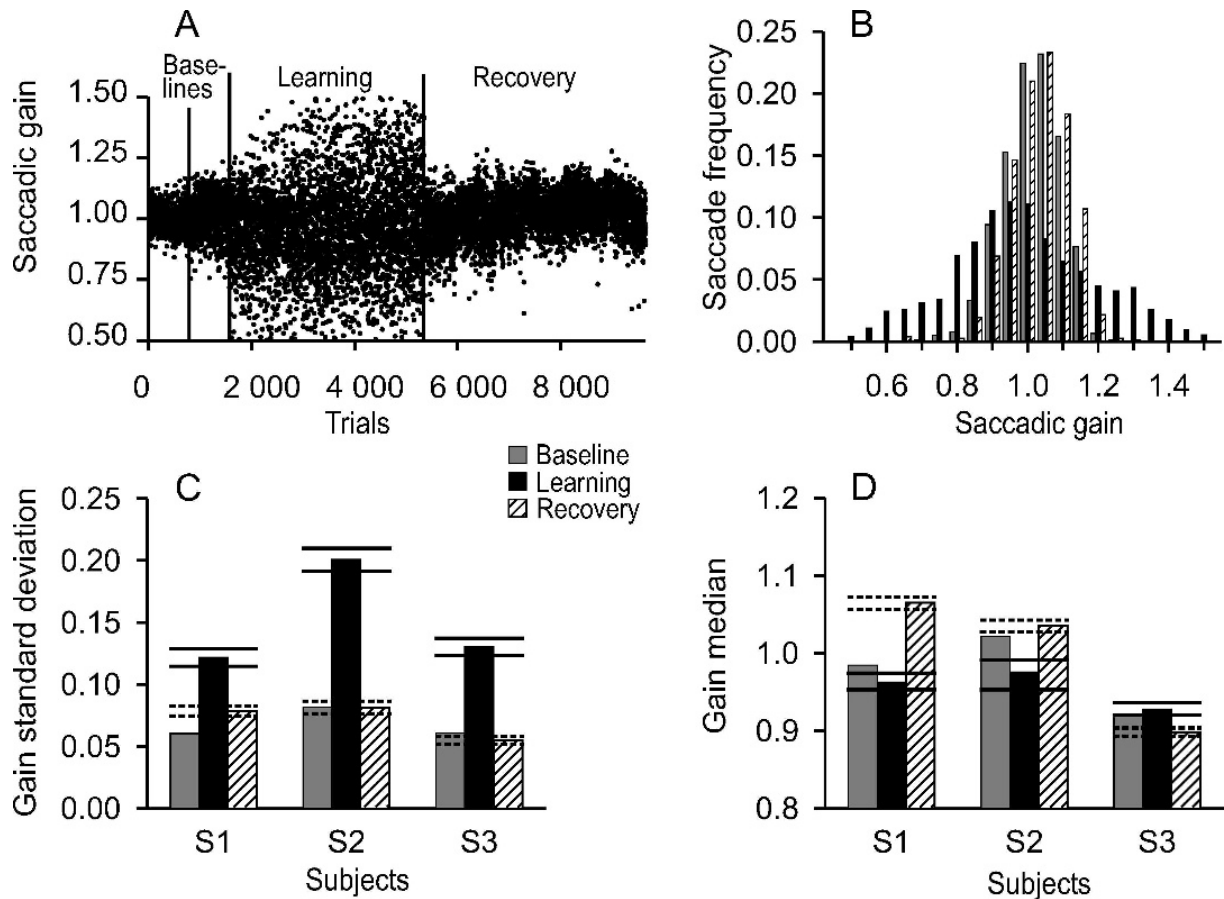 A
Base-
lines
Learning
Recovery
Saccadic gain
1.50
1.25
1.00
0.75
0.50
0
2 000
4 000
6 000
8 000
Trials
B
Saccade frequency
0.25
0.20
0.15
0.10
0.05
0.00
0.6
0.8
1.0
1.2
1.4
Saccadic gain
Baseline
Learning
Recovery
C
Gain standard deviation
0.25
0.20
0.15
0.10
0.05
0.00
S1
S2
S3
Subjects
D
Gain median
1.2
1.1
1.0
0.9
0.8
S1
S2
S3
Subjects